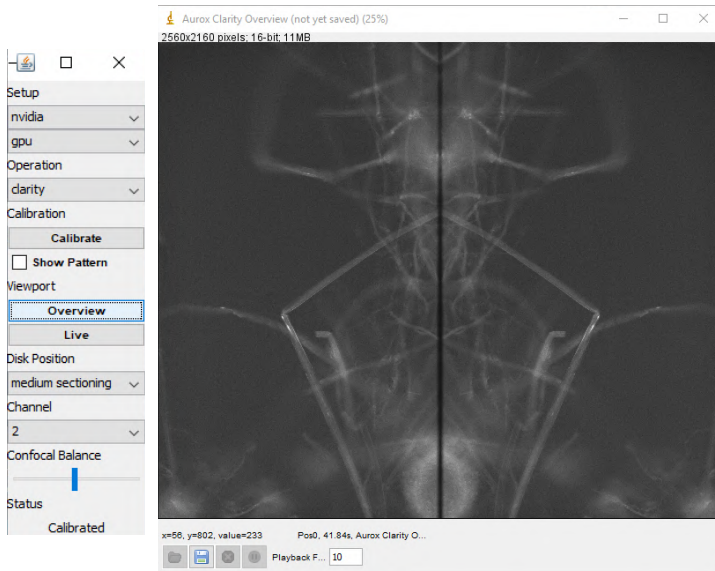 Setup
nvidia
gpu
Operation
clarity
Calibration
Calibrate
Show Pattern
Viewport
Overview
Live
Disk Position
medium sectioning
Channel
2
Confocal Balance
Status
Calibrated
Aurox Clarity Overview (not yet saved) (25%)
2560x2160 pixels; 16-bit; 11MB
x=56, y=802, value=233 Pos0, 41.84s, Aurox Clarity O...
Playback F... 10